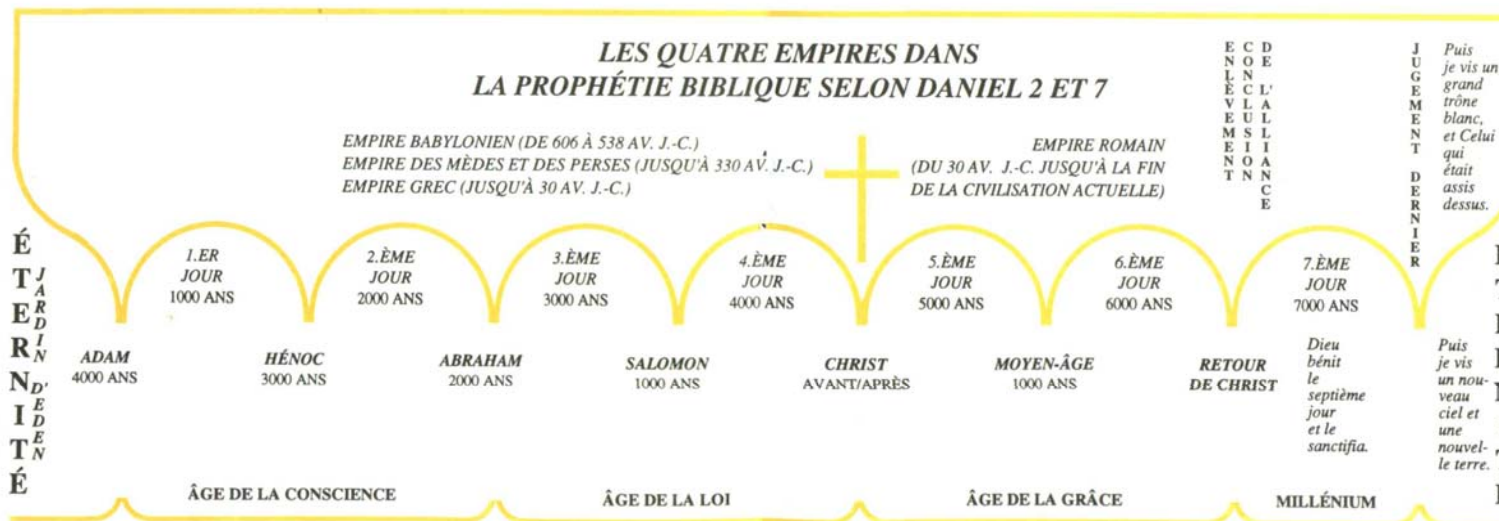 LES QUATRE EMPIRES DANS
LA PROPHÉTIE BIBLIQUE SELON DANIEL 2 ET 7
EMPIRE BABYLONIEN (DE 606 À 538 AV. J.-C.)
EMPIRE DES MÈDES ET DES PERSES (JUSQU'À 330 AV. J.-C.)
EMPIRE GREC (JUSQU'À 30 AV. J.-C.)
EMPIRE ROMAIN
(DU 30 AV. J.-C. JUSQU'À LA FIN
DE LA CIVILISATION ACTUELLE)
ENLÈVEMENT
CONCLUSION
DE L'ALLIANCE
JUGEMENT DERNIER
Puis
je vis un
grand
trône
blanc,
et Celui
qui
était
assis
dessus.
ÉTERNITÉ
JARDIN D'EDEN
1.ER
JOUR
1000 ANS
2.ÈME
JOUR
2000 ANS
3.ÈME
JOUR
3000 ANS
4.ÈME
JOUR
4000 ANS
5.ÈME
JOUR
5000 ANS
6.ÈME
JOUR
6000 ANS
7.ÈME
JOUR
7000 ANS
ADAM
4000 ANS
HÉNOC
3000 ANS
ABRAHAM
2000 ANS
SALOMON
1000 ANS
CHRIST
AVANT/APRÈS
MOYEN-ÂGE
1000 ANS
RETOUR
DE CHRIST
Dieu
bénit
le
septième
jour
et le
sanctifia.
Puis
je vis
un nou-
veau
ciel et
une
nouvel-
le terre.
ÂGE DE LA CONSCIENCE
ÂGE DE LA LOI
ÂGE DE LA GRÂCE
MILLÉNIUM